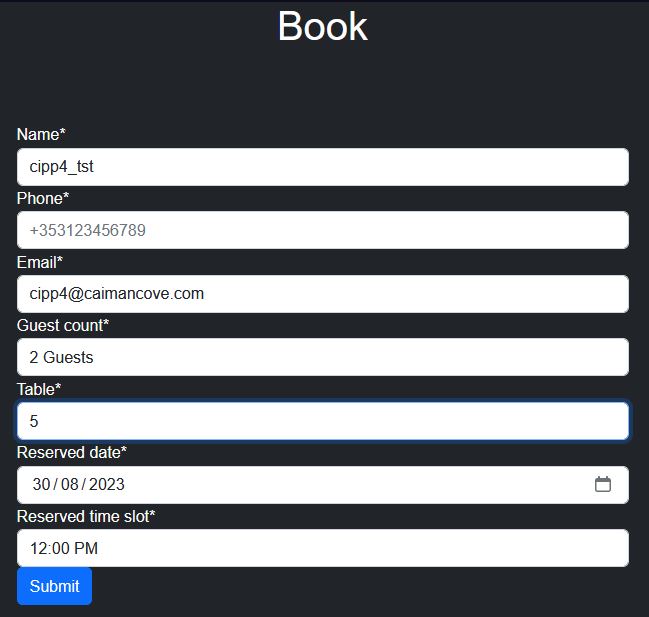 Book
Name*
cipp4_tst
Phone*
+353123456789
Email*
cipp4@caimancove.com
Guest count*
2 Guests
Table*
5
Reserved date*
30/08/2023
Reserved time slot*
12:00 PM
Submit